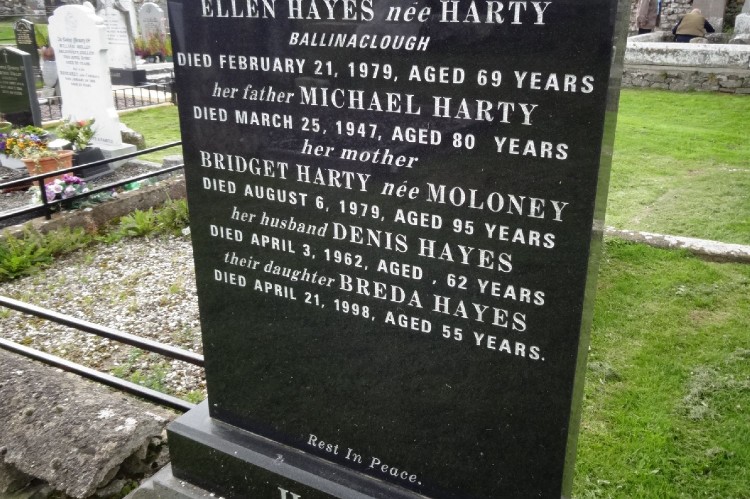 ELLEN HAYES née HARTY
BALLINACLOUGH
DIED FEBRUARY 21, 1979, AGED 69 YEARS
her father MICHAEL HARTY
DIED MARCH 25, 1947, AGED 80 YEARS
her mother
BRIDGET HARTY née MOLONEY
DIED AUGUST 6, 1979, AGED 95 YEARS
her husband DENIS HAYES
DIED APRIL 3, 1962, AGED , 62 YEARS
their daughter BREDA HAYES
DIED APRIL 21, 1998, AGED 55 YEARS.
Rest In Peace.